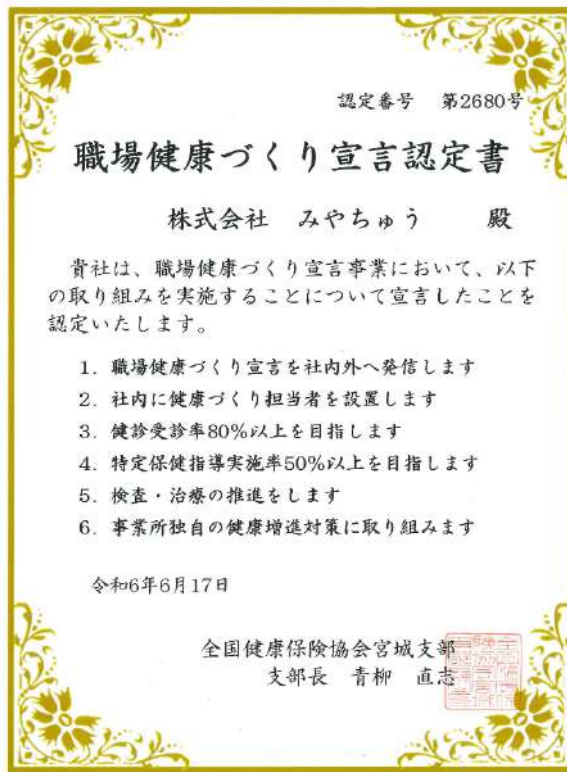 認定番号　第2680号
職場健康づくり宣言認定書
株式会社　みやちゅう　　殿
貴社は、職場健康づくり宣言事業において、以下
の取り組みを実施することについて宣言したことを
認定いたします。
1. 職場健康づくり宣言を社内外へ発信します
2. 社内に健康づくり担当者を設置します
3. 健診受診率80%以上を目指します
4. 特定保健指導実施率50%以上を目指します
5. 検査・治療の推進をします
6. 事業所独自の健康増進対策に取り組みます
令和6年6月17日
全国健康保険協会宮城支部
支部長　青柳　直志